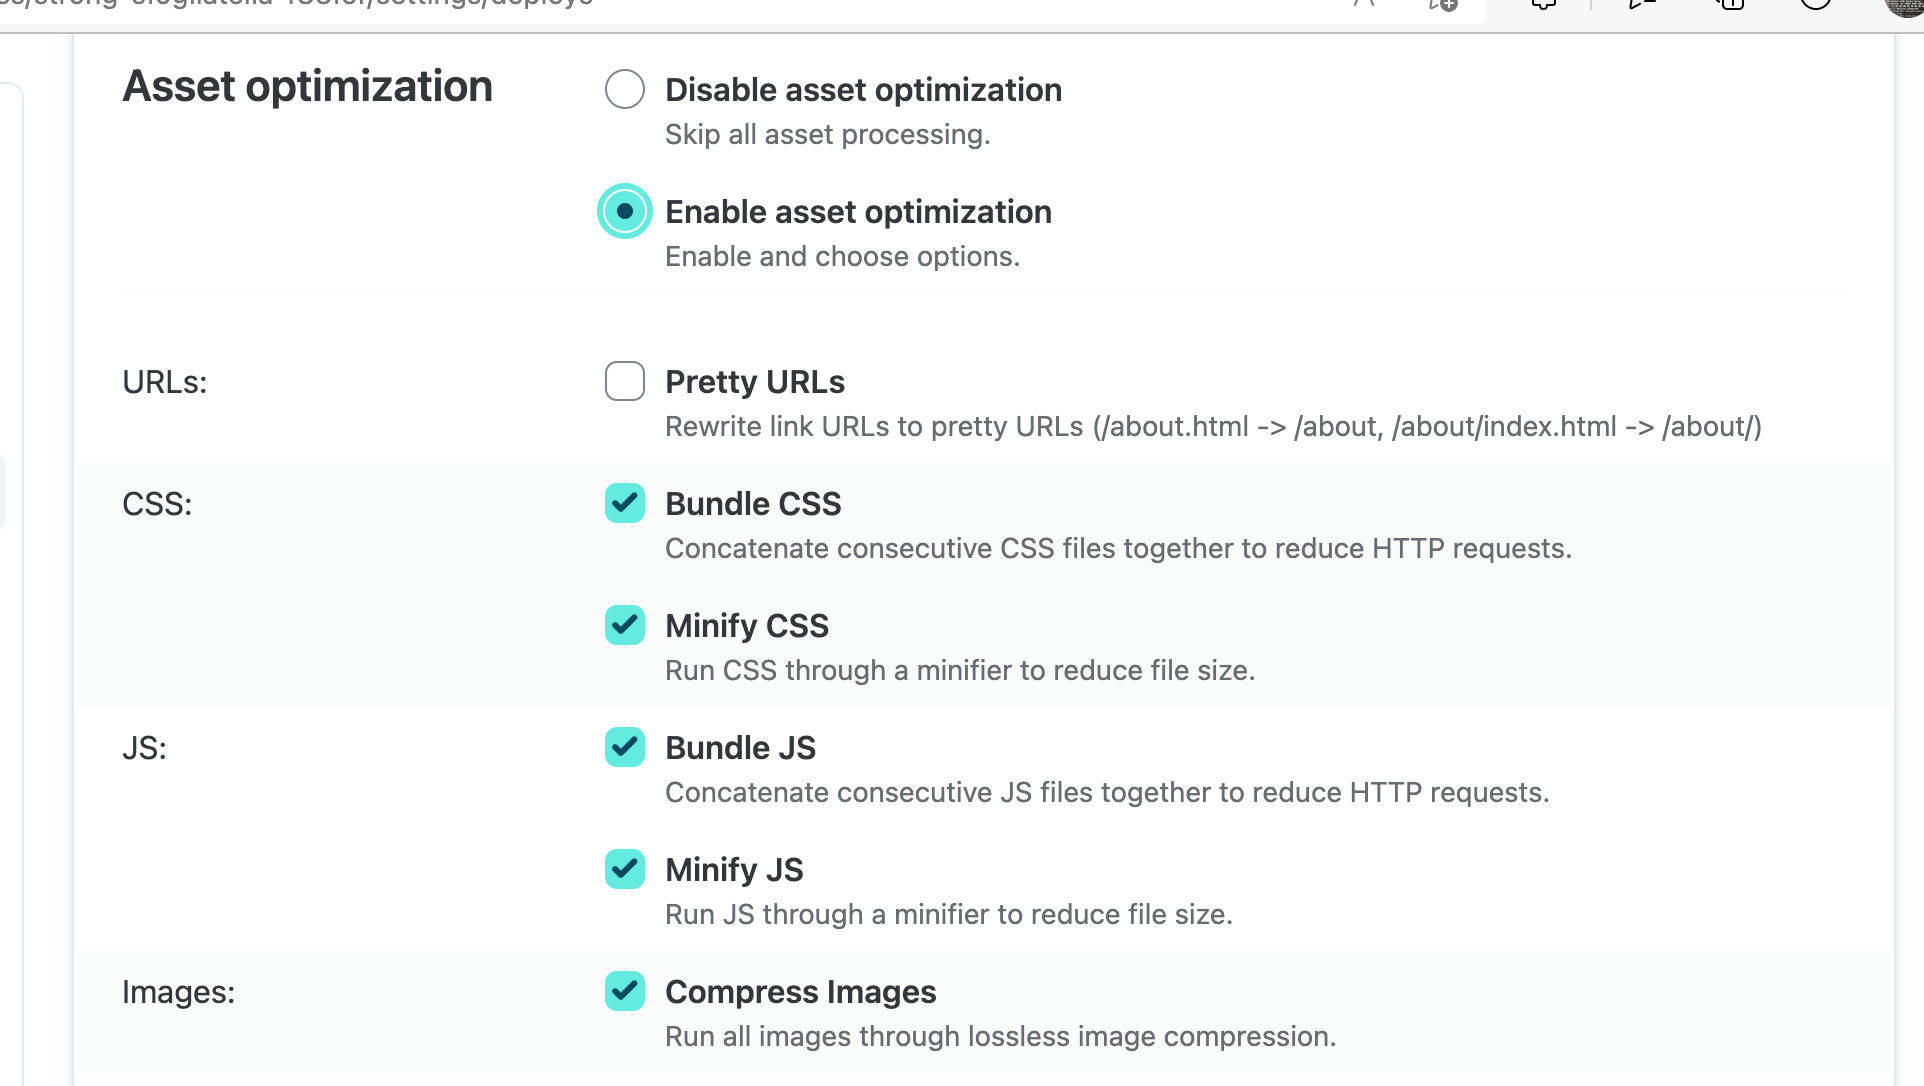 Asset optimization
Disable asset optimization
Skip all asset processing.
Enable asset optimization
Enable and choose options.
URLs:
Pretty URLs
Rewrite link URLs to pretty URLs (/about.html -> /about, /about/index.html -> /about/)
CSS:
Bundle CSS
Concatenate consecutive CSS files together to reduce HTTP requests.
Minify CSS
Run CSS through a minifier to reduce file size.
JS:
Bundle JS
Concatenate consecutive JS files together to reduce HTTP requests.
Minify JS
Run JS through a minifier to reduce file size.
Images:
Compress Images
Run all images through lossless image compression.